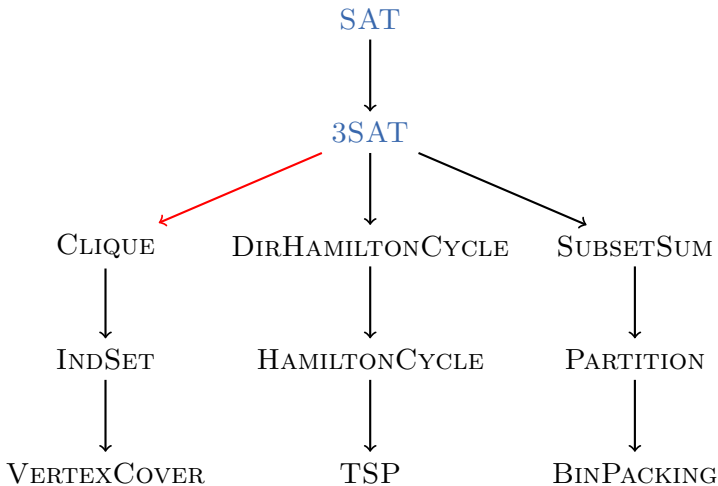 SAT
3SAT
CLIQUE DIRHAMILTONCYCLE SUBSETSUM
INDSET HAMILTONCYCLE PARTITION
VERTEXCOVER TSP BINPACKING